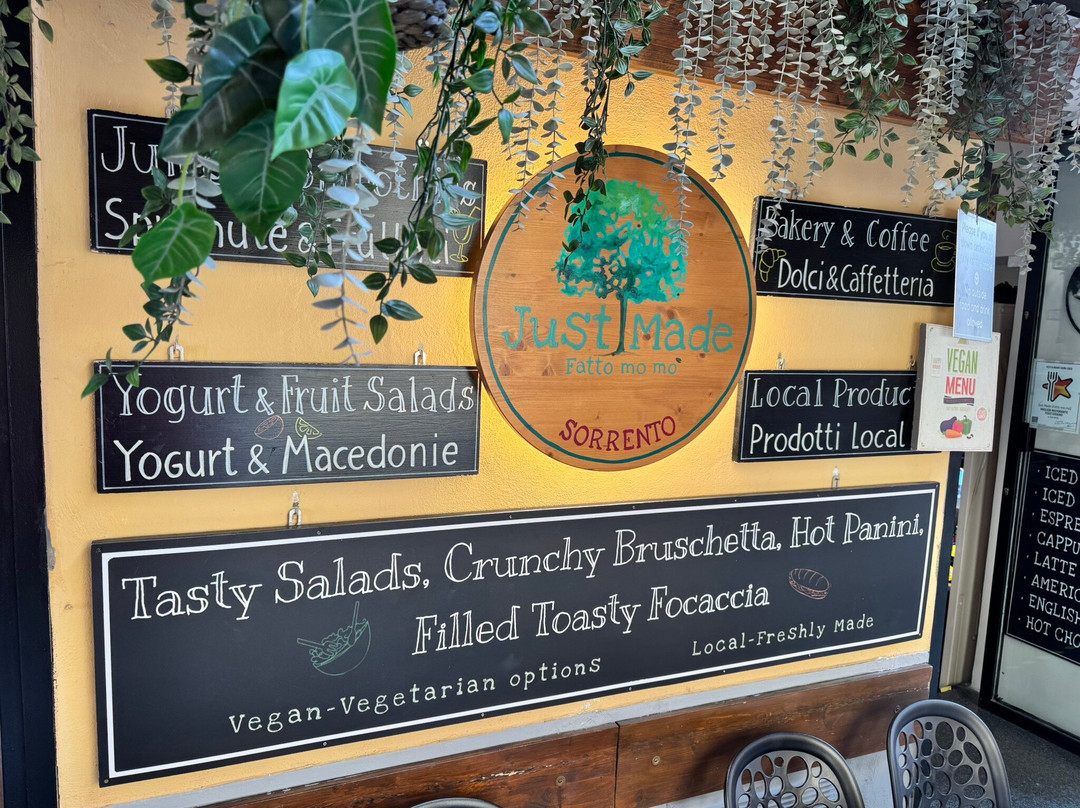 Spremute &
Bakery & Coffee
Dolci & Caffetteria
Just Made
Fatto mo mo'
SORRENTO
Yogurt & Fruit Salads
Yogurt & Macedonie
Local Produc
Prodotti Local
VEGAN
MENU
Tasty Salads, Crunchy Bruschetta, Hot Panini,
Filled Toasty Focaccia
Vegan-Vegetarian options
Local-Freshly Made
· ICED
· ICED
· ESPRE
· CAPPU
· LATTE
· AMERIC
· ENGLISH
· HOT CHO